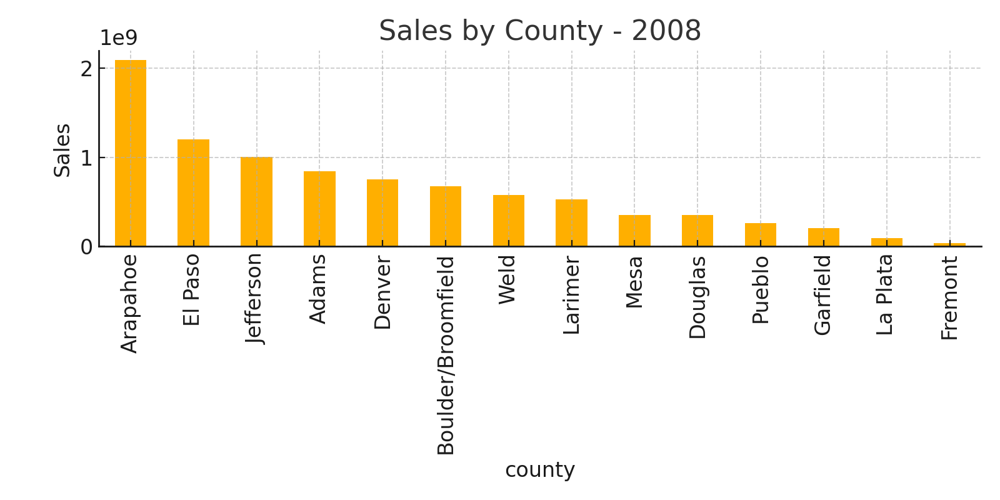 Sales by County - 2008
1e9
2
1
0
Sales
Arapahoe
El Paso
Jefferson
Adams
Denver
Boulder/Broomfield
Weld
Larimer
Mesa
Douglas
Pueblo
Garfield
La Plata
Fremont
county